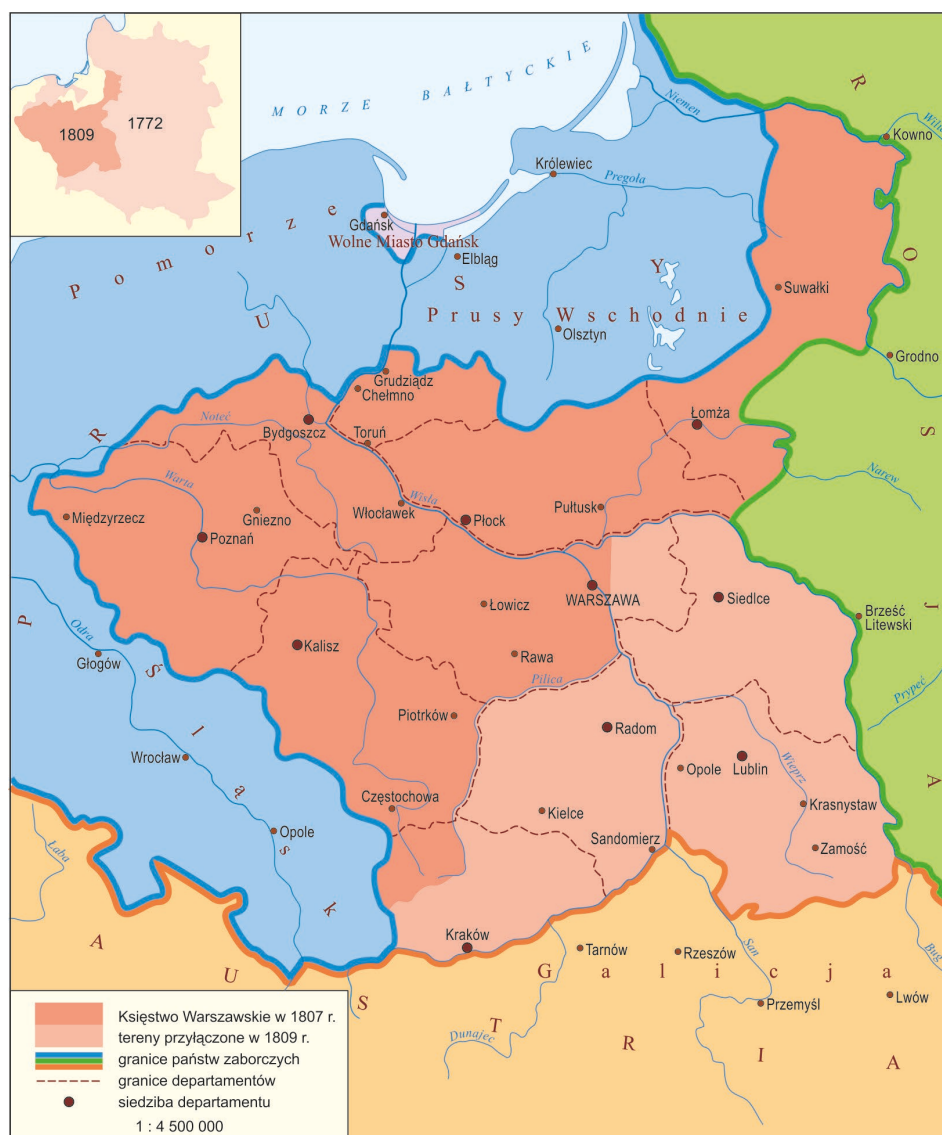 1809
1772
MORZE BAŁTYCKIE
Niemen
R
Kowno
Wilia
Królewiec
Pregoła
Pomorze
Gdańsk
Wolne Miasto Gdańsk
Elbląg
O
U
S
Y
Suwałki
Prusy Wschodnie
Olsztyn
Grodno
Grudziądz
Chełmno
Noteć
Bydgoszcz
Łomża
R
Toruń
S
Warta
Wisła
Narew
Międzyrzecz
Gniezno
Włocławek
Płock
Pułtusk
Poznań
WARSZAWA
Siedlce
P
Odra
Łowicz
Brześć
Litewski
J
Głogów
Kalisz
Rawa
Śląsk
Pilica
Prypeć
Piotrków
Radom
Wrocław
Opole
Lublin
Wieprz
Częstochowa
Kielce
Krasnystaw
A
Łaba
Opole
Sandomierz
Zamość
A
Kraków
Tarnów
Rzeszów
San
Bug
U
S
Galicja
Lwów
Przemyśl
Dunajec
T
R
I
A
Księstwo Warszawskie w 1807 r.
tereny przyłączone w 1809 r.
granice państw zaborczych
granice departamentów
siedziba departamentu
1 : 4 500 000